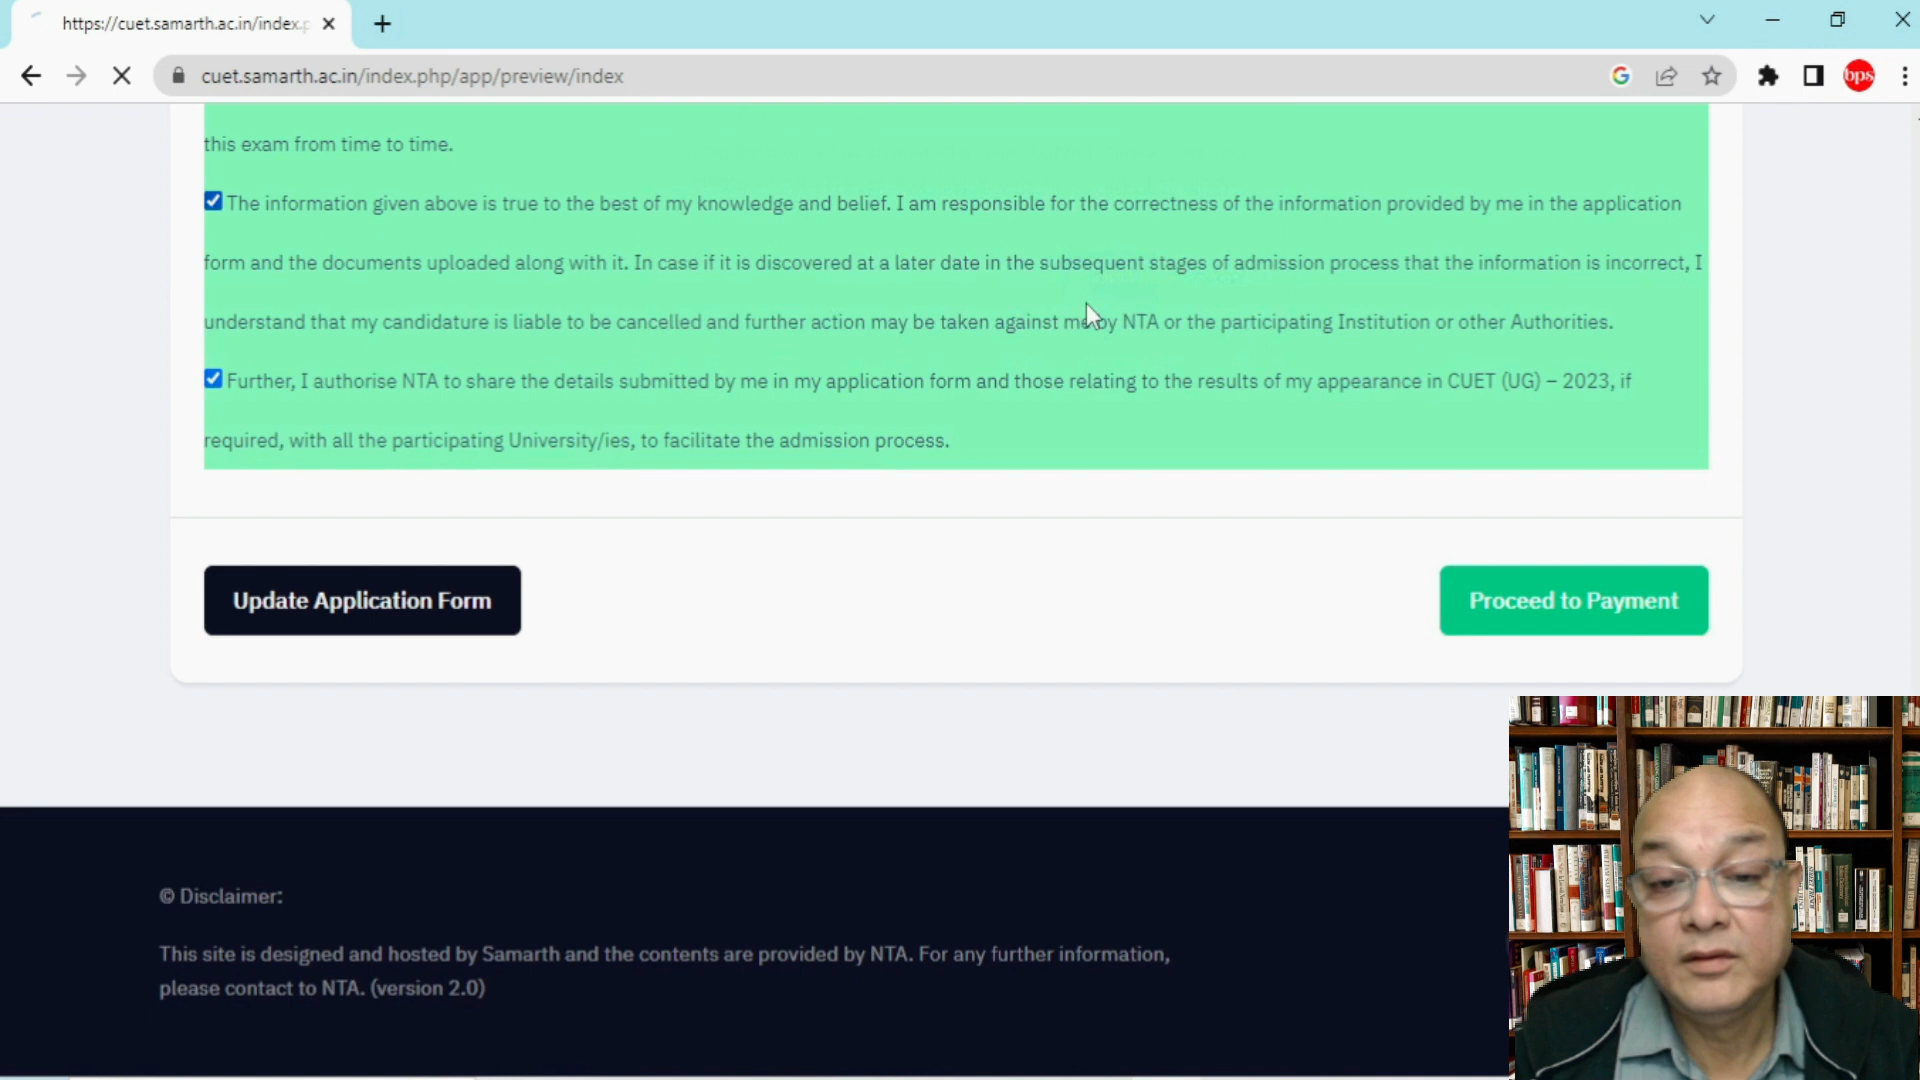 https://cuet.samarth.ac.in/index.p
cuet.samarth.ac.in/index.php/app/preview/index
bps
this exam from time to time.
The information given above is true to the best of my knowledge and belief. I am responsible for the correctness of the information provided by me in the application
form and the documents uploaded along with it. In case if it is discovered at a later date in the subsequent stages of admission process that the information is incorrect, I
understand that my candidature is liable to be cancelled and further action may be taken against me by NTA or the participating Institution or other Authorities.
Further, I authorise NTA to share the details submitted by me in my application form and those relating to the results of my appearance in CUET (UG) – 2023, if
required, with all the participating University/ies, to facilitate the admission process.
Update Application Form
Proceed to Payment
© Disclaimer:
This site is designed and hosted by Samarth and the contents are provided by NTA. For any further information,
please contact to NTA. (version 2.0)